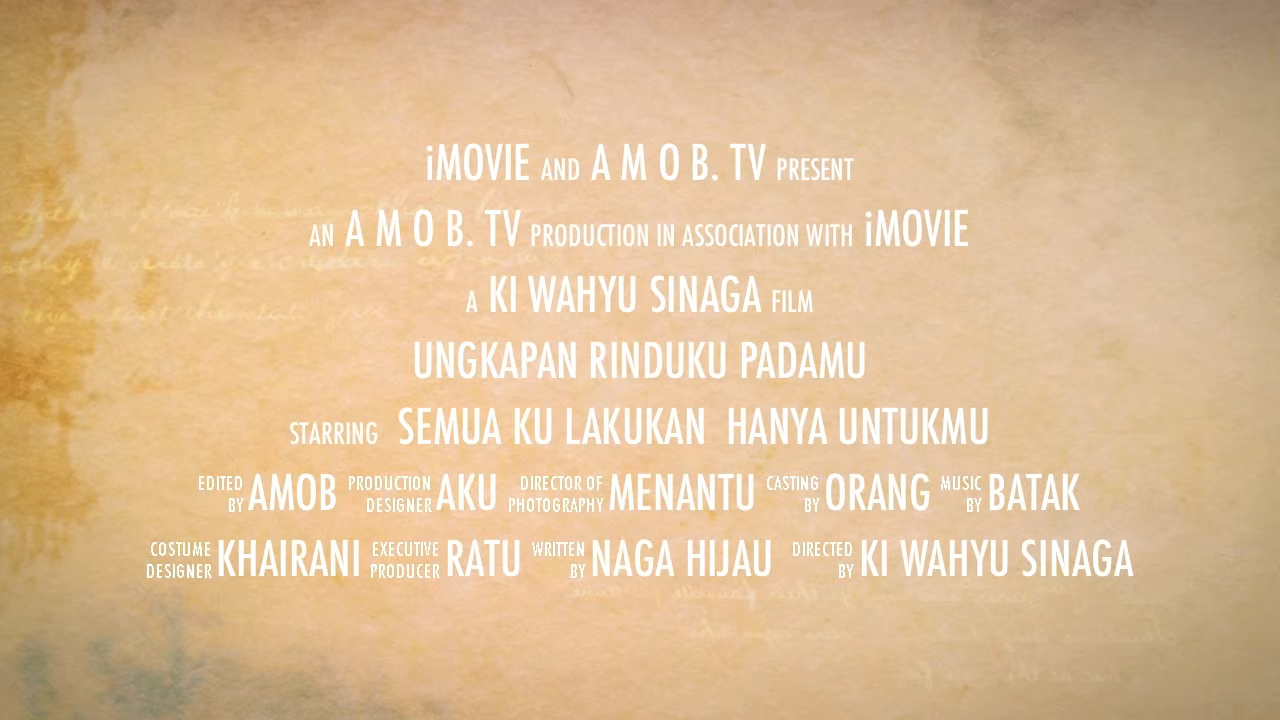 iMOVIE AND A M O B. TV PRESENT
AN A M O B. TV PRODUCTION IN ASSOCIATION WITH iMOVIE
A KI WAHYU SINAGA FILM
UNGKAPAN RINDUKU PADAMU
STARRING SEMUA KU LAKUKAN HANYA UNTUKMU
EDITED BY AMOB PRODUCTION DESIGNER AKU DIRECTOR OF PHOTOGRAPHY MENANTU CASTING BY ORANG MUSIC BY BATAK
COSTUME DESIGNER KHAIRANI EXECUTIVE PRODUCER RATU WRITTEN BY NAGA HIJAU DIRECTED BY KI WAHYU SINAGA